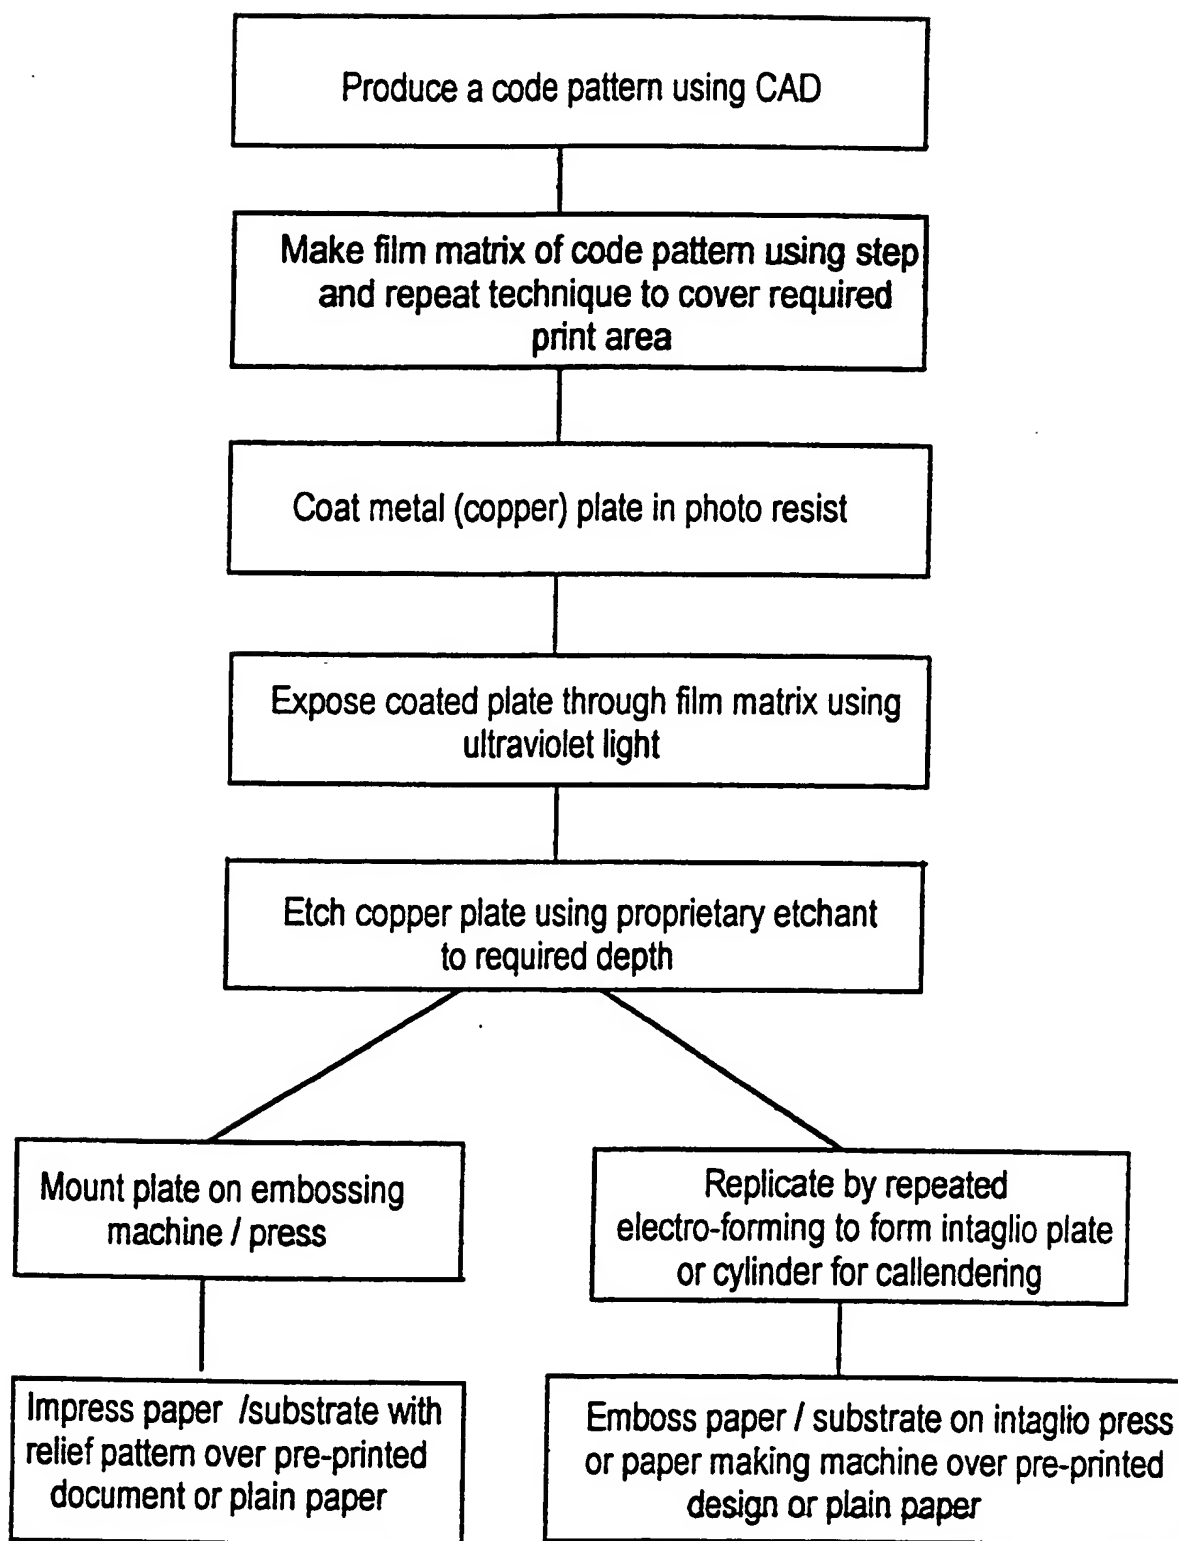 Produce a code pattern using CAD
Make film matrix of code pattern using step
and repeat technique to cover required
print area
Coat metal (copper) plate in photo resist
Expose coated plate through film matrix using
ultraviolet light
Etch copper plate using proprietary etchant
to required depth
Mount plate on embossing
machine / press
Replicate by repeated
electro-forming to form intaglio plate
or cylinder for callendering
Impress paper /substrate with
relief pattern over pre-printed
document or plain paper
Emboss paper / substrate on intaglio press
or paper making machine over pre-printed
design or plain paper